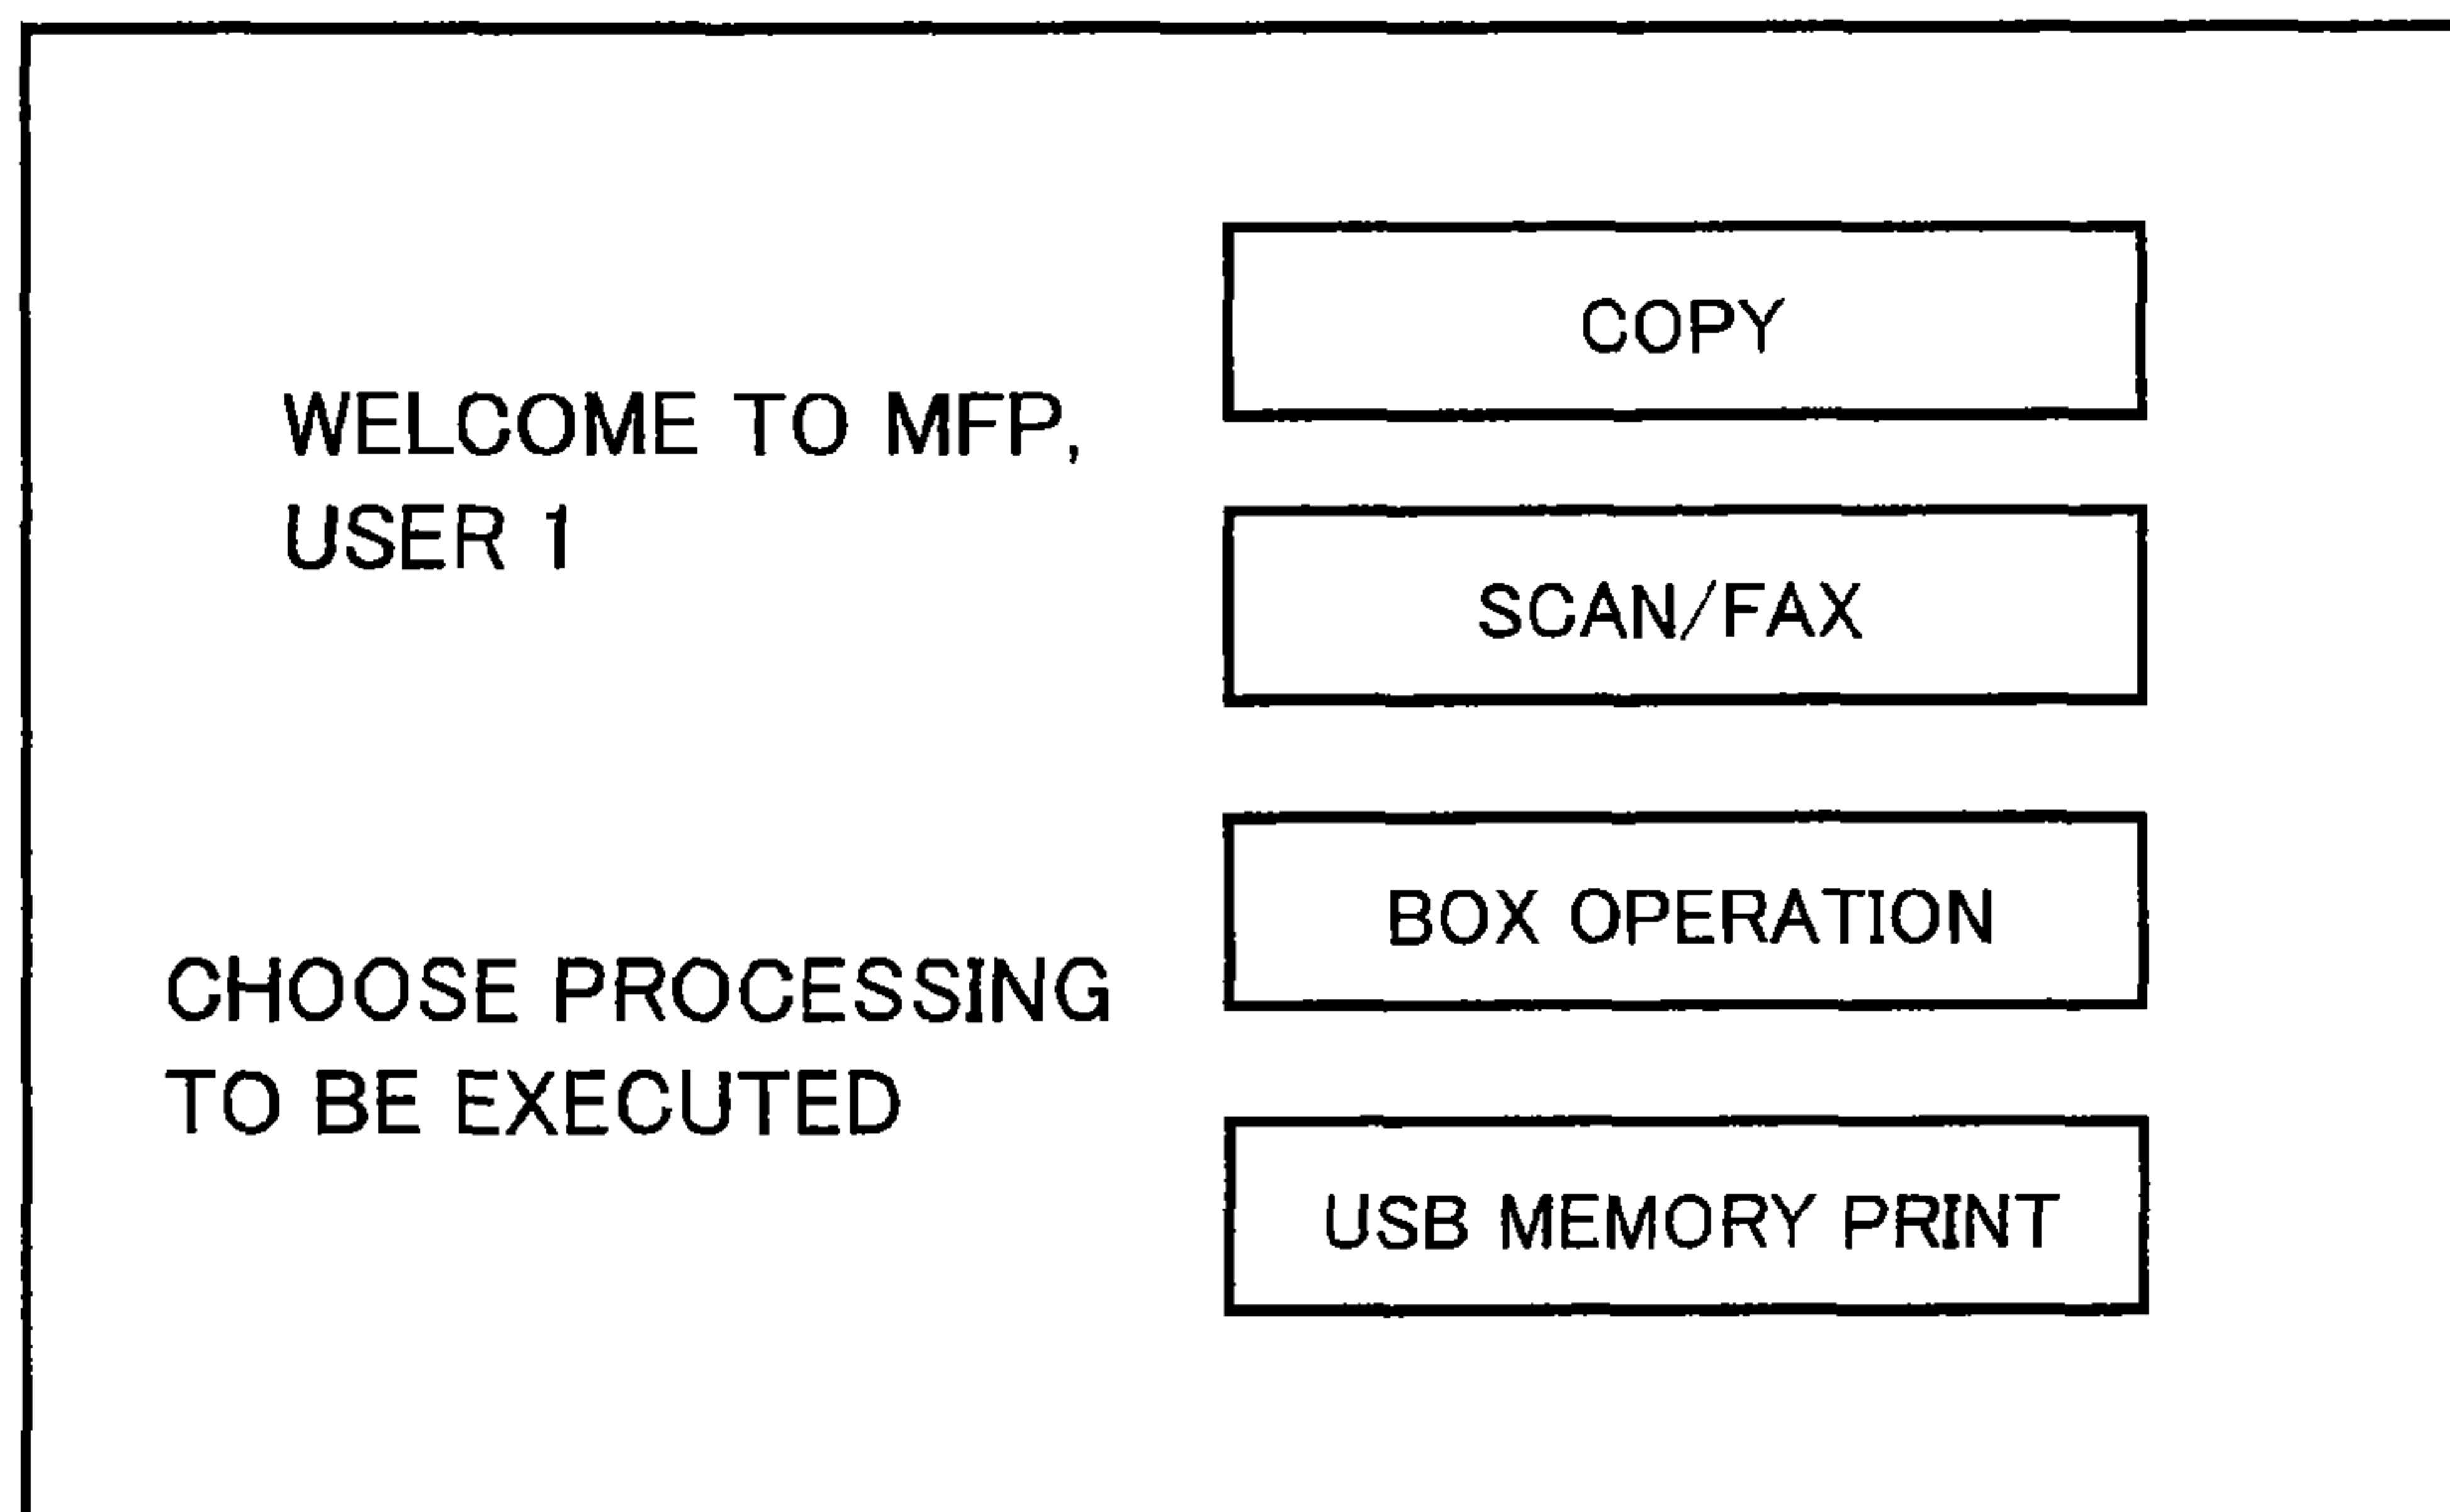 WELCOME TO MFP,
USER 1
CHOOSE PROCESSING
TO BE EXECUTED
COPY
SCAN/FAX
BOX OPERATION
USB MEMORY PRINT